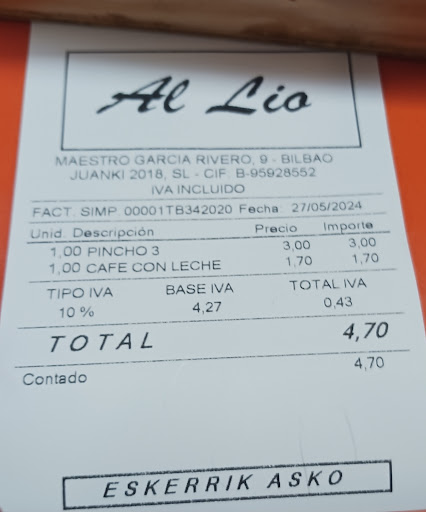 Al Lio
MAESTRO GARCIA RIVERO, 9 - BILBAO
JUANKI 2018, SL - CIF: B-95928552
IVA INCLUIDO
FACT. SIMP. 00001TB342020 Fecha: 27/05/2024
Unid. Descripción Precio Importe
1,00 PINCHO 3 3,00 3,00
1,00 CAFE CON LECHE 1,70 1,70
TIPO IVA BASE IVA TOTAL IVA
10 % 4,27 0,43
TOTAL 4,70
Contado 4,70
ESKERRIK ASKO